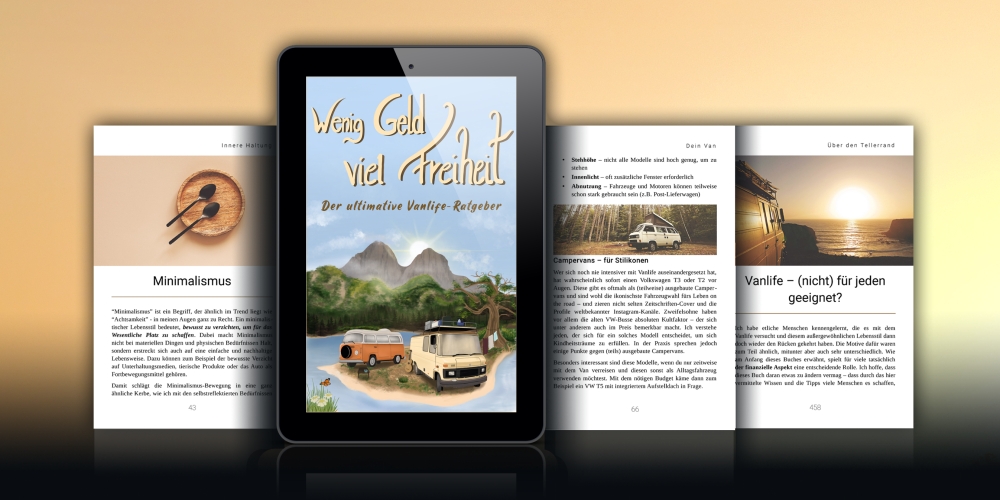 Innere Haltung
Minimalismus
"Minimalismus" ist ein Begriff, der ähnlich im Trend liegt wie
"Achtsamkeit" - in meinen Augen ganz zu Recht. Ein minimalis-
tischer Lebensstil bedeutet, bewusst zu verzichten, um für das
Wesentliche Platz zu schaffen. Dabei macht Minimalismus
nicht bei materiellen Dingen und physischen Bedürfnissen Halt,
sondern erstreckt sich auch auf eine einfache und nachhaltige
Lebensweise. Dazu können zum Beispiel der bewusste Verzicht
auf Unterhaltungsmedien, tierische Produkte oder das Auto als
Fortbewegungsmittel gehören.
Damit schlägt die Minimalismus-Bewegung in eine ganz
ähnliche Kerbe, wie ich mit den selbstreflektierten Bedürfnissen
43
Wenig Geld
viel Freiheit
Der ultimative Vanlife-Ratgeber
Dein Van
• Stehhöhe – nicht alle Modelle sind hoch genug, um zu
stehen
• Innenlicht – oft zusätzliche Fenster erforderlich
• Abnutzung – Fahrzeuge und Motoren können teilweise
schon stark gebraucht sein (z.B. Post-Lieferwagen)
Campervans – für Stilikonen
Wer sich noch nie intensiver mit Vanlife auseinandergesetzt hat,
hat wahrscheinlich sofort einen Volkswagen T3 oder T2 vor
Augen. Diese gibt es oftmals als (teilweise) ausgebaute Camper-
vans und sind wohl die ikonischste Fahrzeugwahl fürs Leben on
the road – und zieren nicht selten Zeitschriften-Cover und die
Profile weltbekannter Instagram-Kanäle. Zweifelsohne haben
vor allem die alten VW-Busse absoluten Kultfaktor – der sich
unter anderem auch im Preis bemerkbar macht. Ich verstehe
jeden, der sich für ein solches Modell entscheidet, um sich
Kindheitsträume zu erfüllen. In der Praxis sprechen jedoch
einige Punkte gegen (teils) ausgebaute Campervans.
Besonders interessant sind diese Modelle, wenn du nur zeitweise
mit dem Van verreisen und diesen sonst als Alltagsfahrzeug
verwenden möchtest. Mit dem nötigen Budget käme dann zum
Beispiel ein VW T5 mit integriertem Aufstelldach in Frage.
66
Über den Tellerrand
Vanlife – (nicht) für jeden
geeignet?
Ich habe etliche Menschen kennengelernt, die es mit dem
Vanlife versucht und diesem außergewöhnlichen Lebensstil dann
doch wieder den Rücken gekehrt haben. Die Motive dafür waren
zum Teil ähnlich, mitunter aber auch sehr unterschiedlich. Wie
am Anfang dieses Buches erwähnt, spielt für viele tatsächlich
der finanzielle Aspekt eine entscheidende Rolle. Ich hoffe, dass
dieses Buch daran etwas zu ändern vermag – dass durch das hier
vermittelte Wissen und die Tipps viele Menschen es schaffen,
458